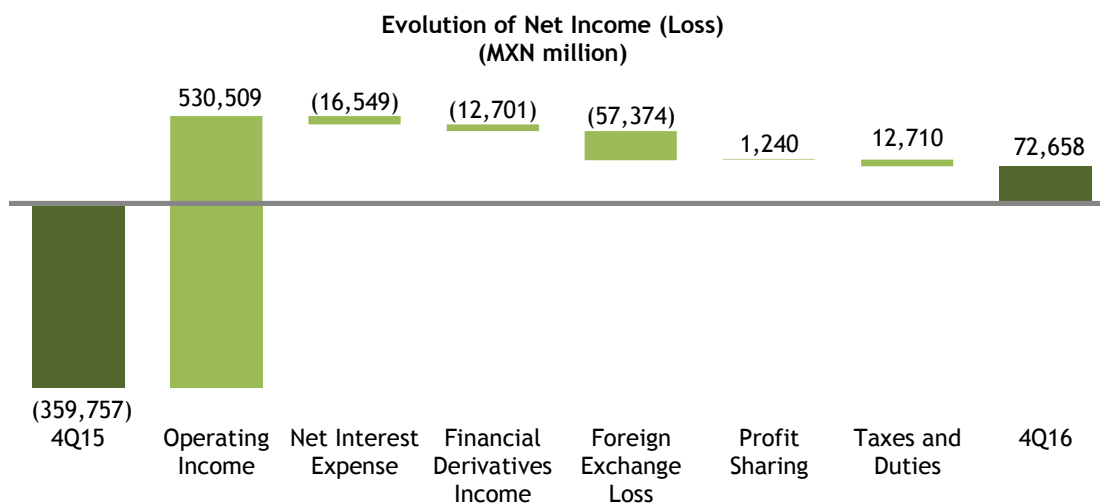 Evolution of Net Income (Loss)
(MXN million)
530,509
(16,549)
(12,701)
(57,374)
1,240
12,710
72,658
(359,757)
4Q15
Operating
Income
Net Interest
Expense
Financial
Derivatives
Income
Foreign
Exchange
Loss
Profit
Sharing
Taxes and
Duties
4Q16